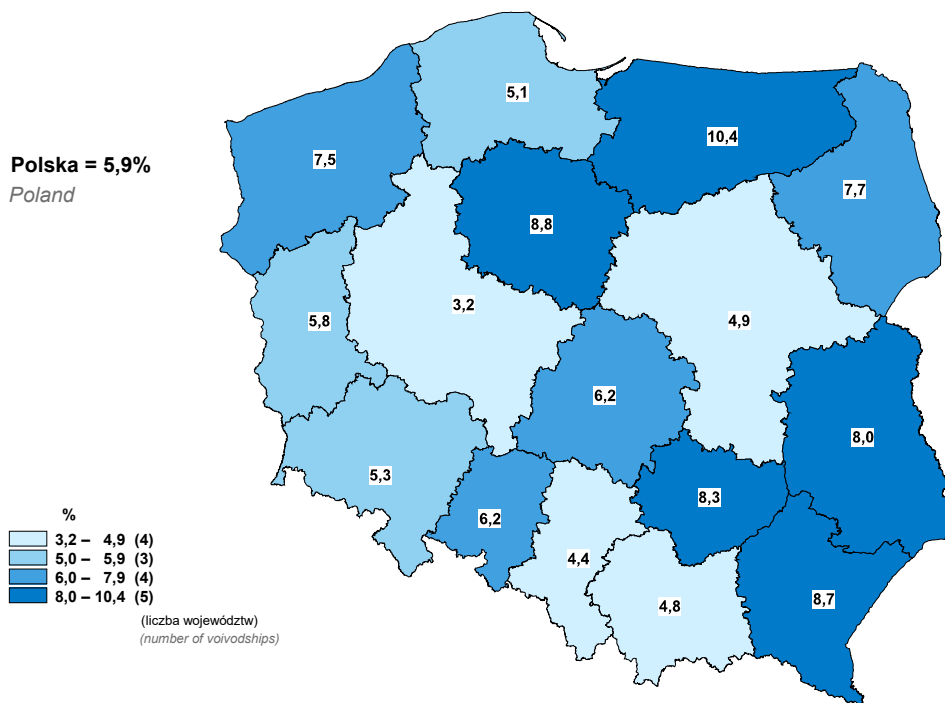 5,1
10,4
7,5
Polska = 5,9%
Poland
7,7
8,8
3,2
5,8
4,9
6,2
8,0
5,3
8,3
6,2
%
3,2 – 4,9 (4)
5,0 – 5,9 (3)
6,0 – 7,9 (4)
8,0 – 10,4 (5)
(liczba województw)
(number of voivodships)
4,4
4,8
8,7